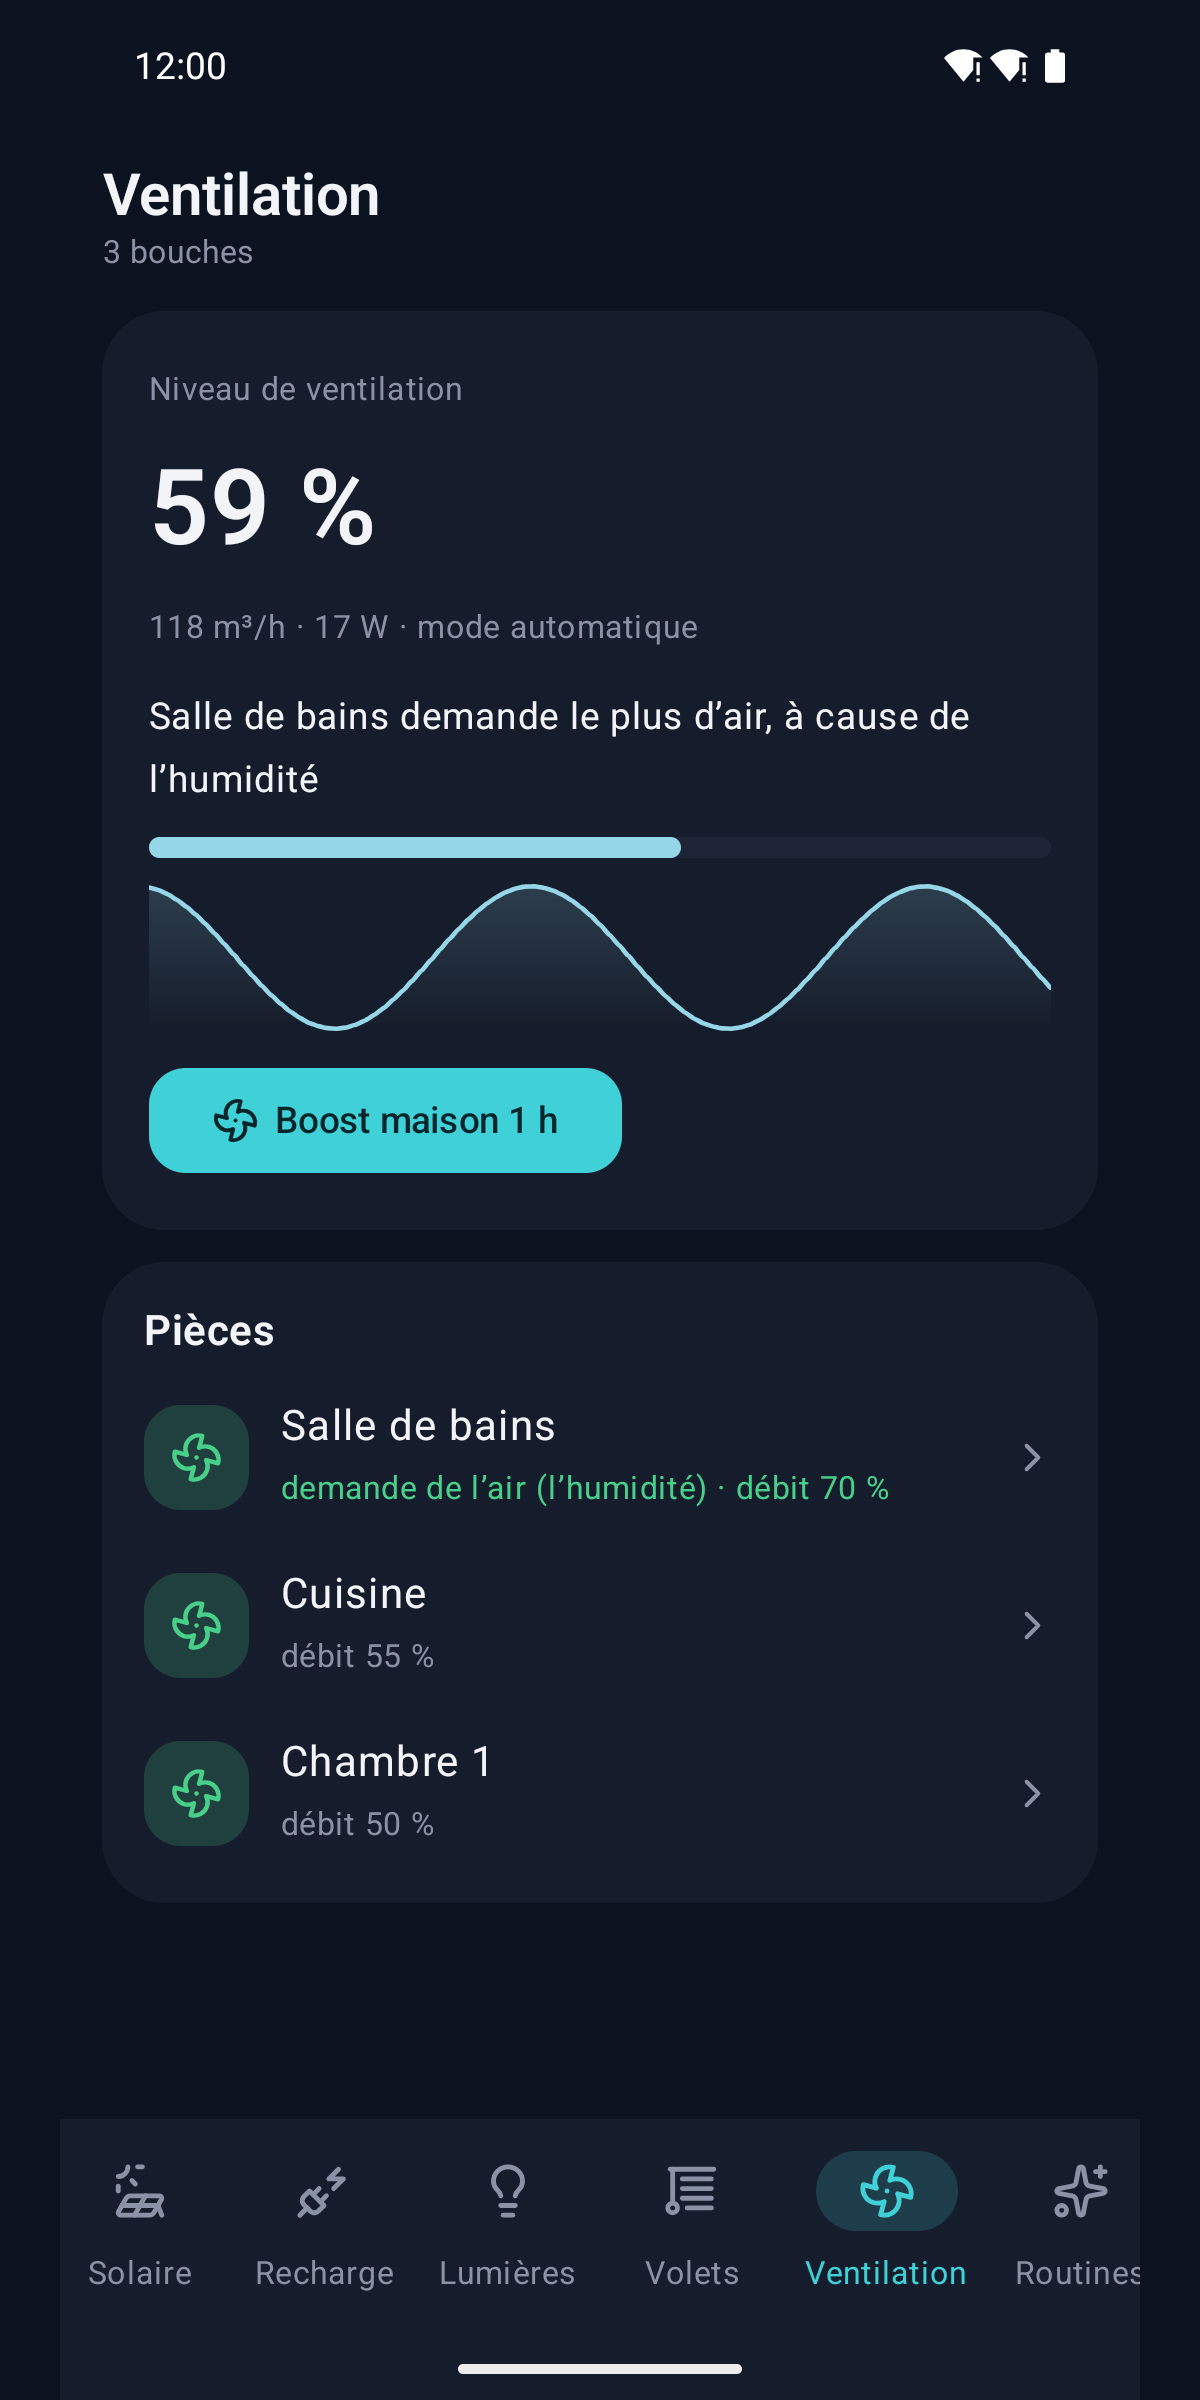 12:00
Ventilation
3 bouches
Niveau de ventilation
59 %
118 m³/h · 17 W · mode automatique
Salle de bains demande le plus d’air, à cause de
l’humidité
Boost maison 1 h
Pièces
Salle de bains
demande de l’air (l’humidité) · débit 70 %
Cuisine
débit 55 %
Chambre 1
débit 50 %
Solaire Recharge Lumières Volets Ventilation Routines